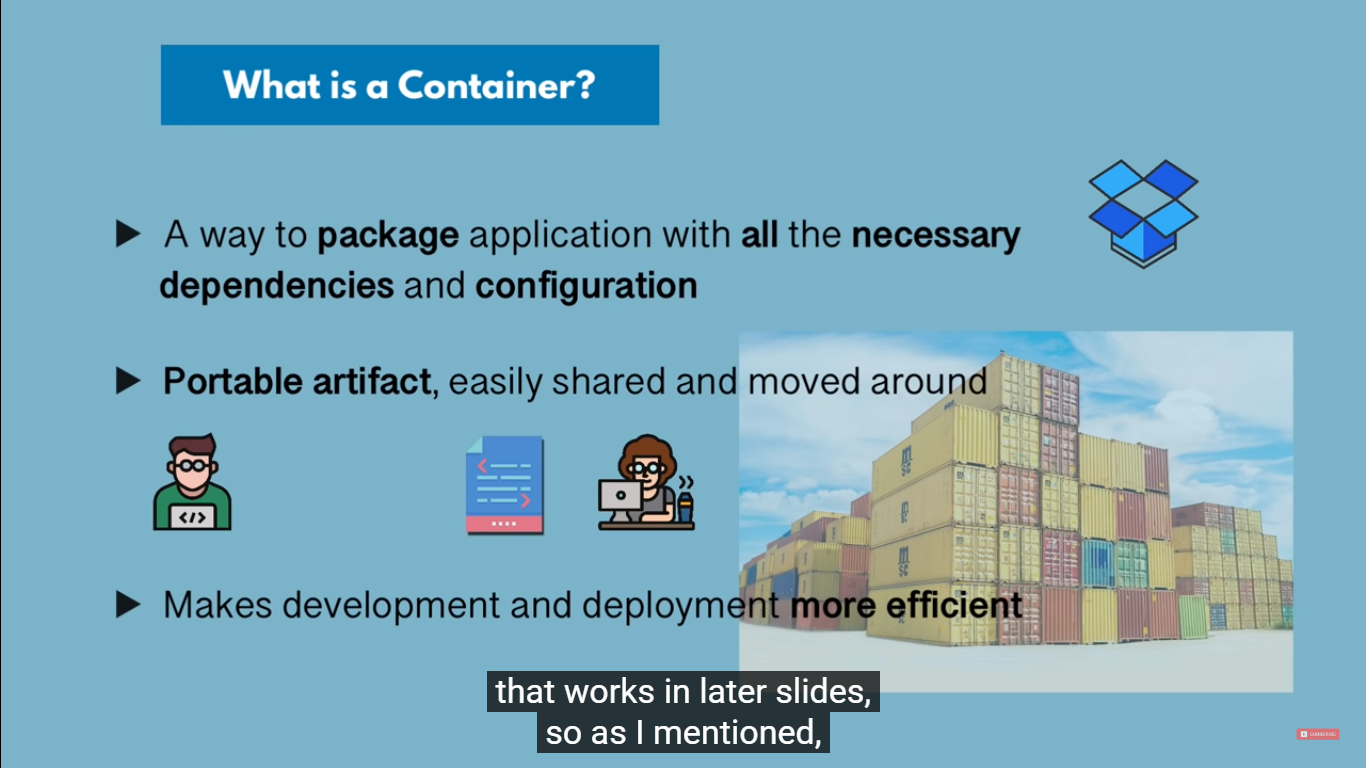 What is a Container?
► A way to package application with all the necessary
dependencies and configuration
► Portable artifact, easily shared and moved around
</>
► Makes development and deployment more efficient
that works in later slides,
so as I mentioned,
SUBSCRIBE